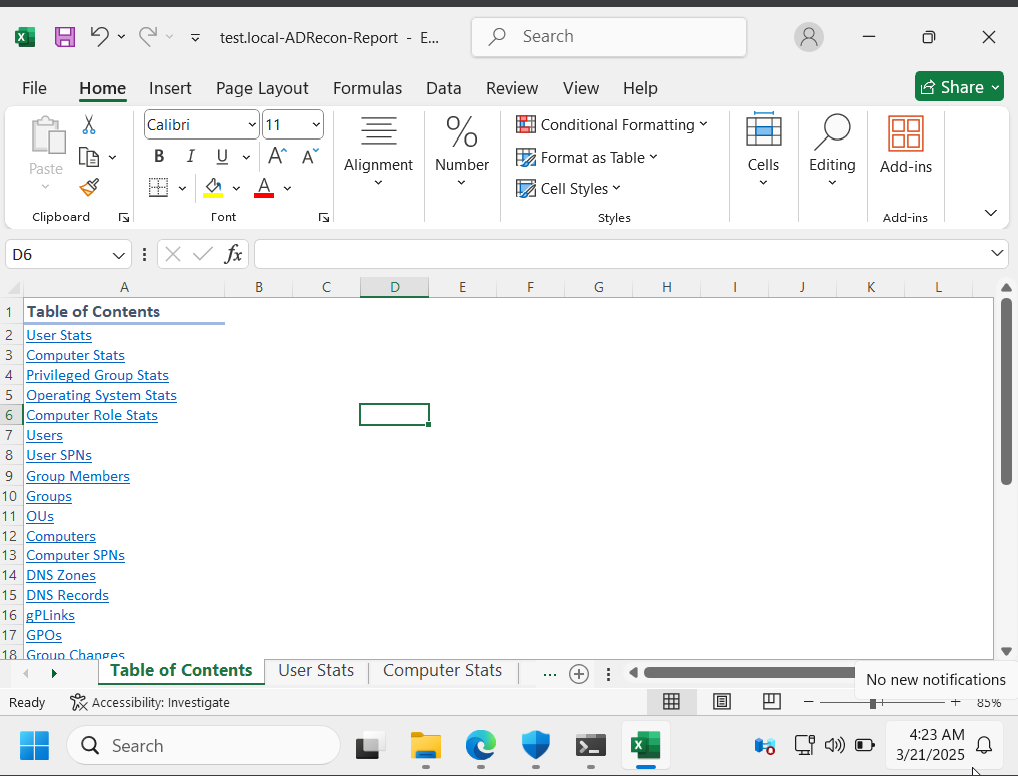 test.local-ADRecon-Report - E...
Search
File Home Insert Page Layout Formulas Data Review View Help
Share
Paste
Calibri 11
B I U A A
A
Alignment
%
Number
Conditional Formatting
Format as Table
Cell Styles
Cells
Editing
Add-ins
Clipboard Font Styles Add-ins
D6 fx
A B C D E F G H I J K L
1 Table of Contents
2 User Stats
3 Computer Stats
4 Privileged Group Stats
5 Operating System Stats
6 Computer Role Stats
7 Users
8 User SPNs
9 Group Members
10 Groups
11 OUs
12 Computers
13 Computer SPNs
14 DNS Zones
15 DNS Records
16 gPLinks
17 GPOs
18 Group Changes
Table of Contents User Stats Computer Stats ...
No new notifications
Ready Accessibility: Investigate 85%
Search
4:23 AM
3/21/2025